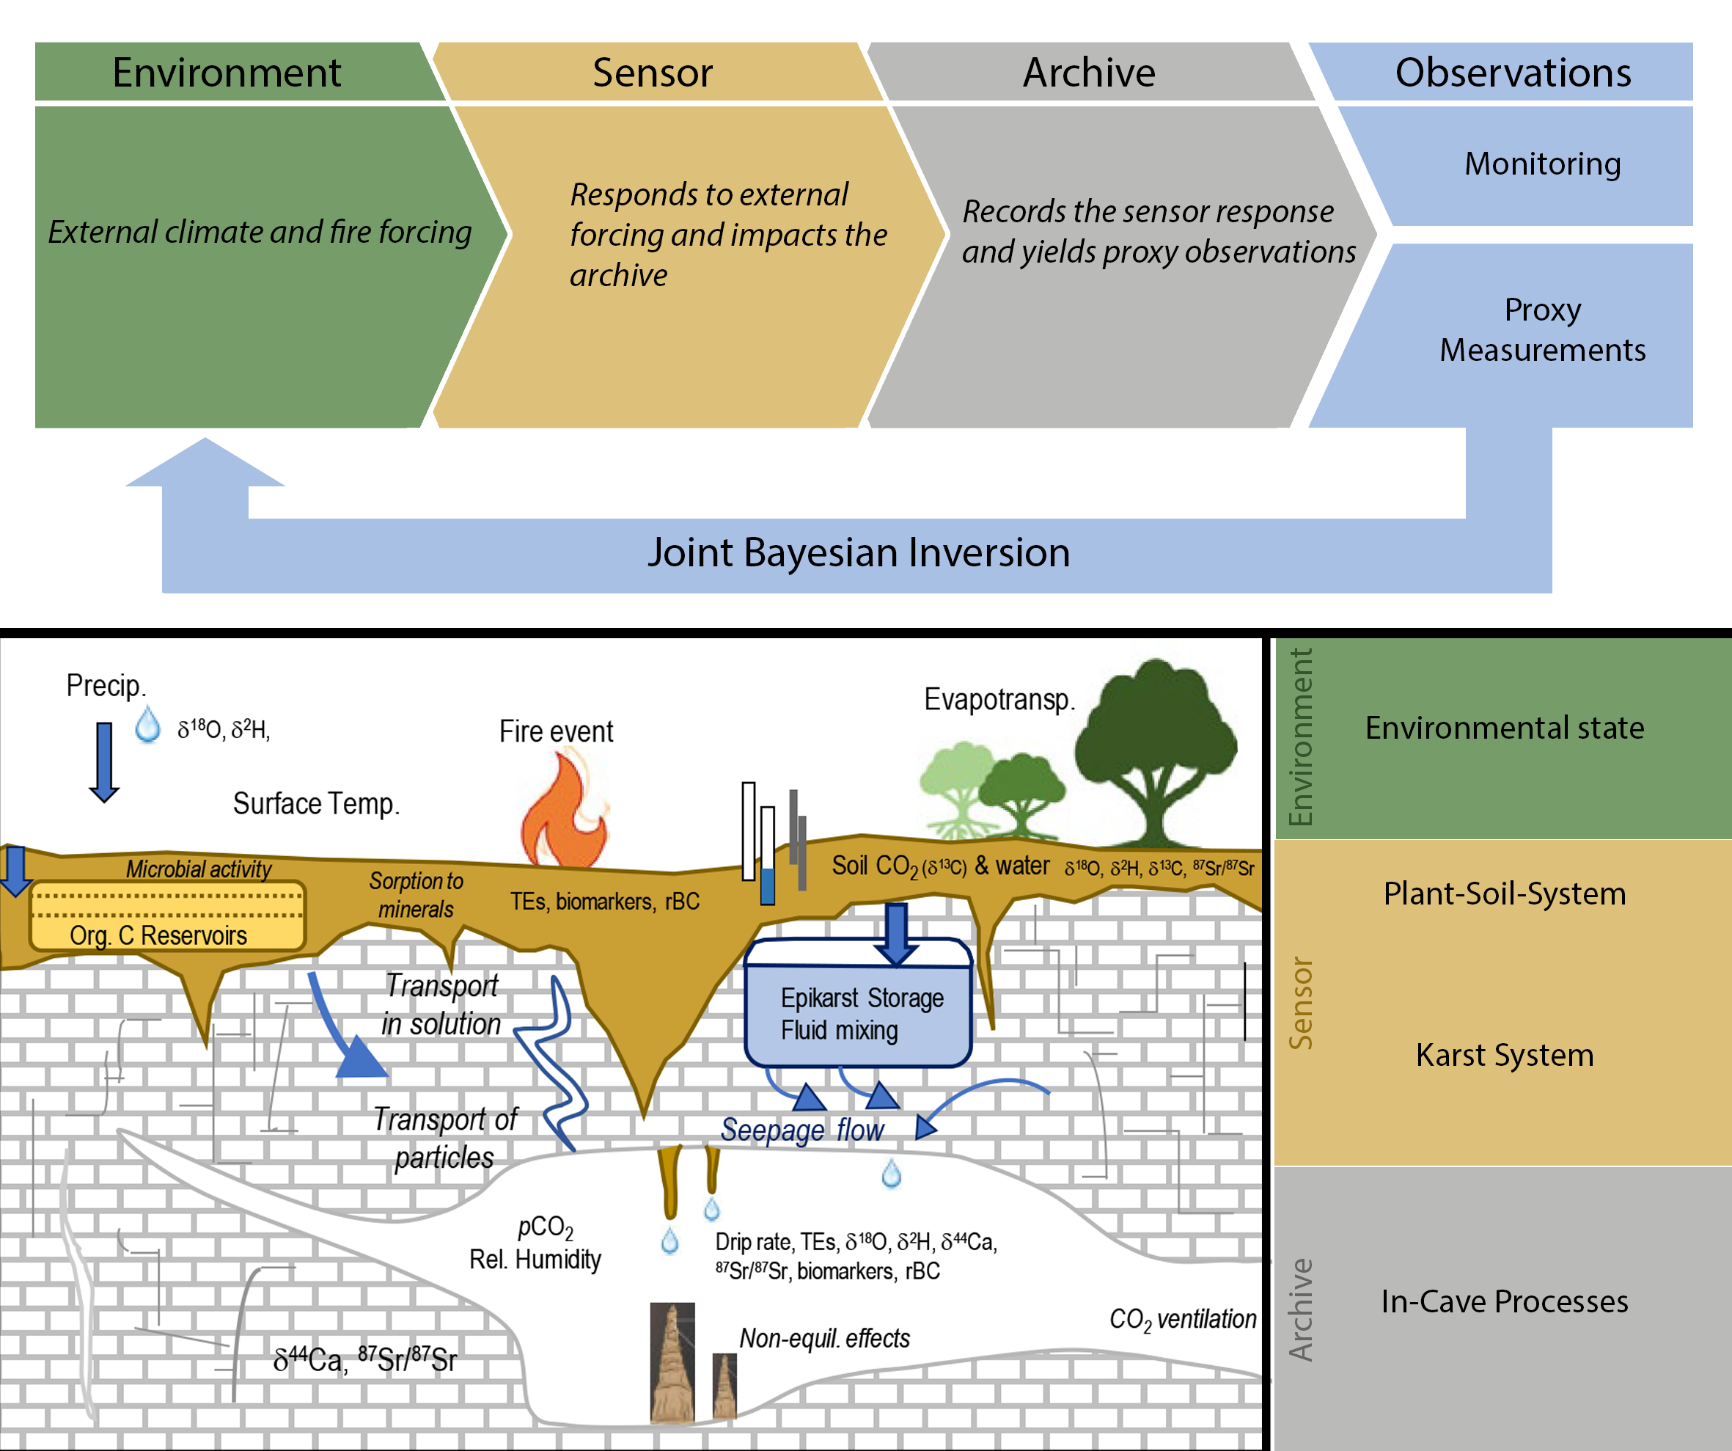 Environment
Sensor
Archive
Observations
External climate and fire forcing
Responds to external
forcing and impacts the
archive
Records the sensor response
and yields proxy observations
Monitoring
Proxy
Measurements
Joint Bayesian Inversion
Precip.
δ¹⁸O, δ²H,
Surface Temp.
Fire event
Evapotransp.
Microbial activity
Org. C Reservoirs
Sorption to
minerals
TEs, biomarkers, rBC
Soil CO₂ (δ¹³C) & water δ¹⁸O, δ²H, δ¹³C, ⁸⁷Sr/⁸⁷Sr
Transport
in solution
Epikarst Storage
Fluid mixing
Transport of
particles
Seepage flow
pCO₂
Rel. Humidity
Drip rate, TEs, δ¹⁸O, δ²H, δ⁴⁴Ca,
⁸⁷Sr/⁸⁷Sr, biomarkers, rBC
Non-equil. effects
CO₂ ventilation
δ⁴⁴Ca, ⁸⁷Sr/⁸⁷Sr
Environment
Environmental state
Sensor
Plant-Soil-System
Karst System
Archive
In-Cave Processes